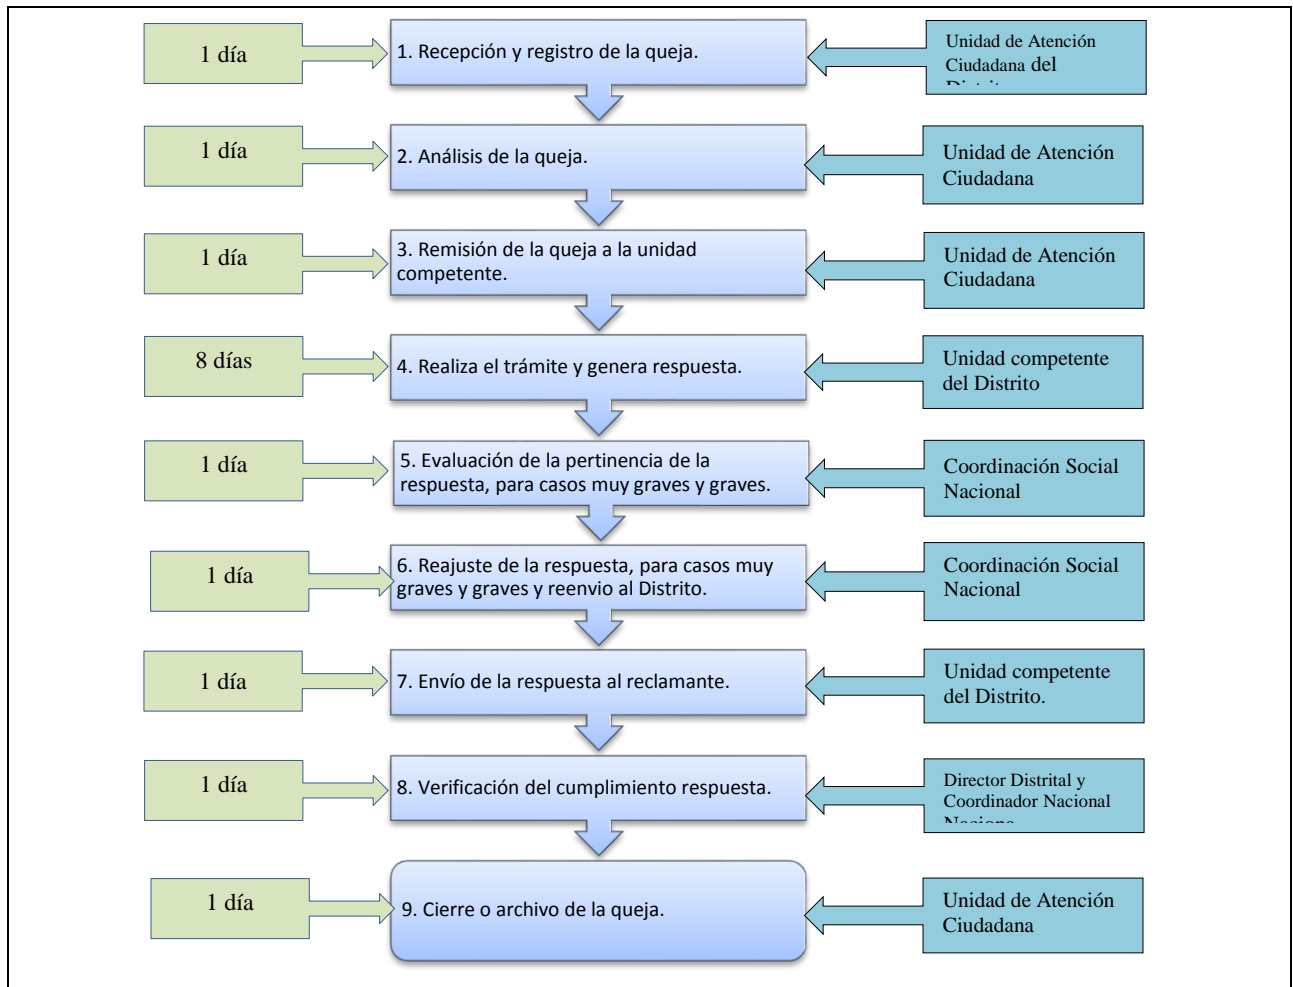 1 día
1. Recepción y registro de la queja.
Unidad de Atención
Ciudadana del
1 día
2. Análisis de la queja.
Unidad de Atención
Ciudadana
1 día
3. Remisión de la queja a la unidad
competente.
Unidad de Atención
Ciudadana
8 días
4. Realiza el trámite y genera respuesta.
Unidad competente
del Distrito
1 día
5. Evaluación de la pertinencia de la
respuesta, para casos muy graves y graves.
Coordinación Social
Nacional
1 día
6. Reajuste de la respuesta, para casos muy
graves y graves y reenvio al Distrito.
Coordinación Social
Nacional
1 día
7. Envío de la respuesta al reclamante.
Unidad competente
del Distrito.
1 día
8. Verificación del cumplimiento respuesta.
Director Distrital y
Coordinador Nacional
1 día
9. Cierre o archivo de la queja.
Unidad de Atención
Ciudadana